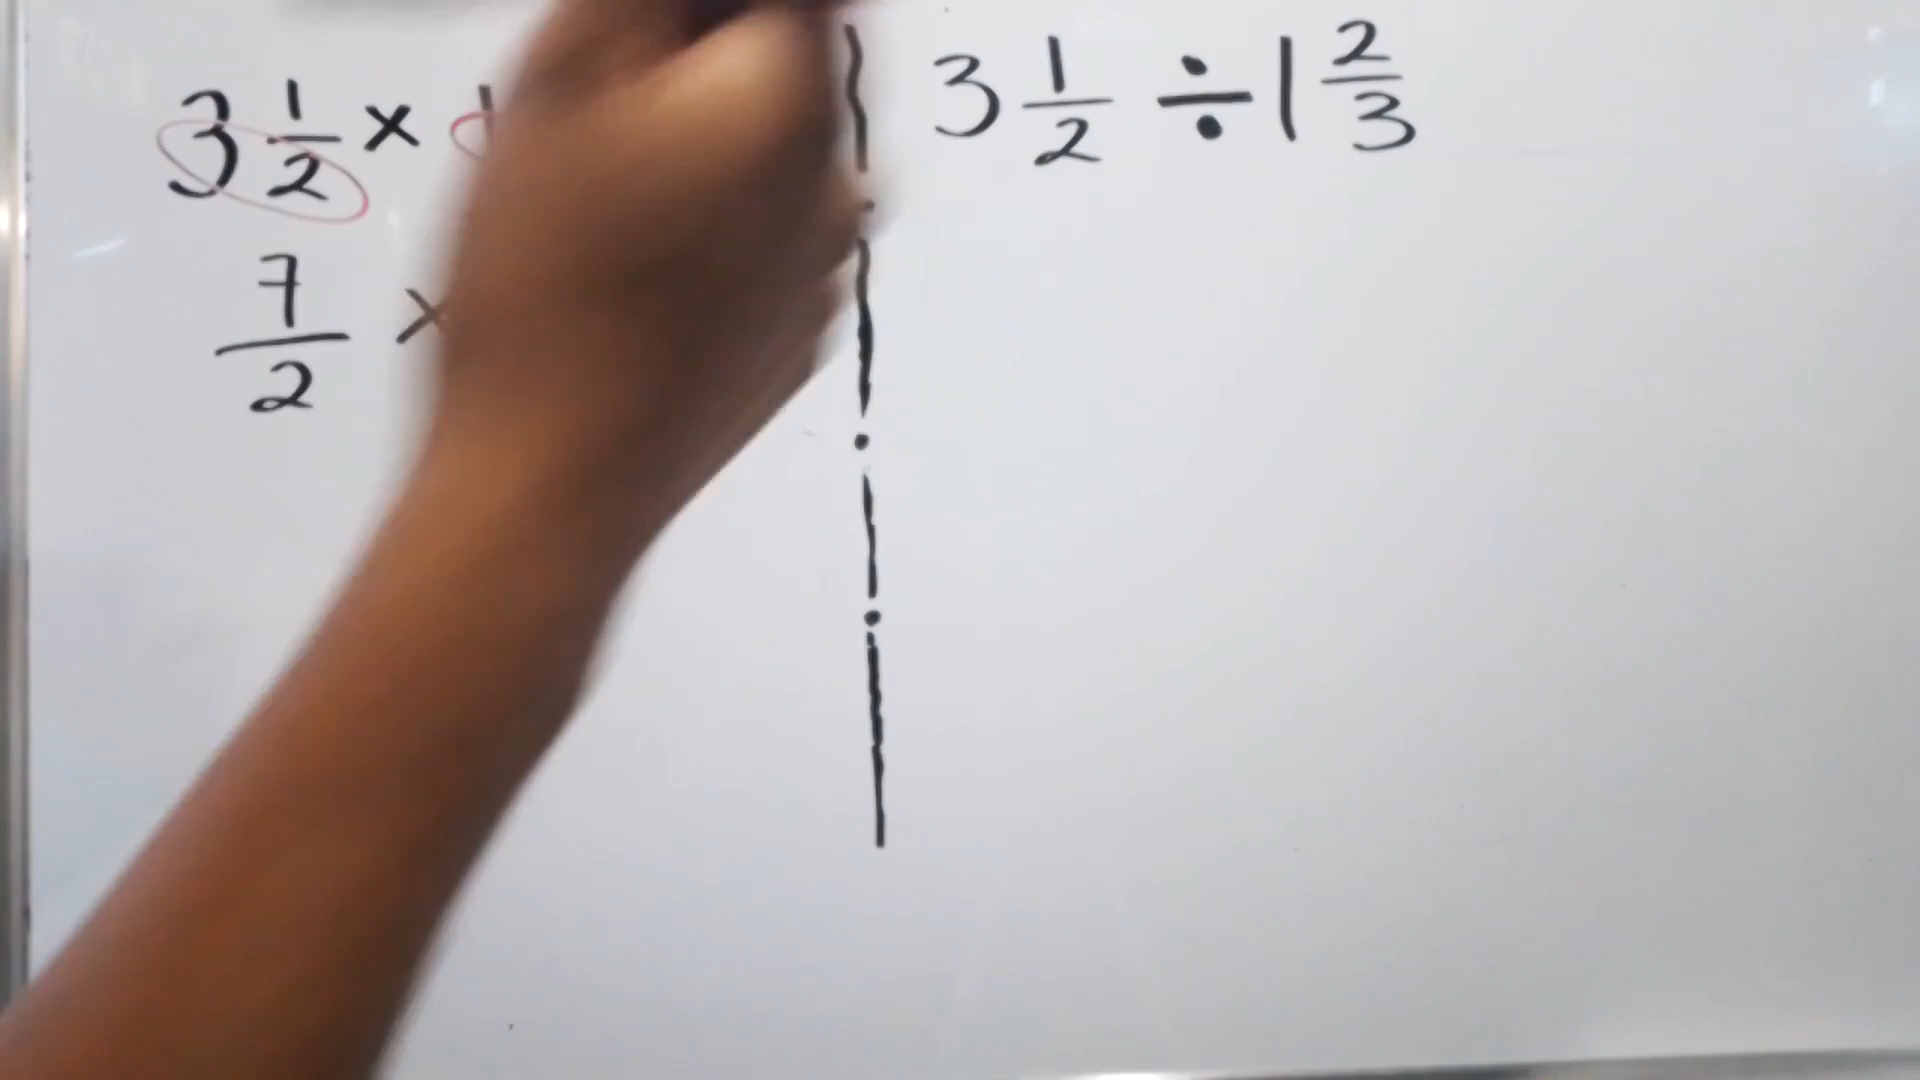 3 1/2 ×
7/2 ×
3 1/2 ÷ 1 2/3